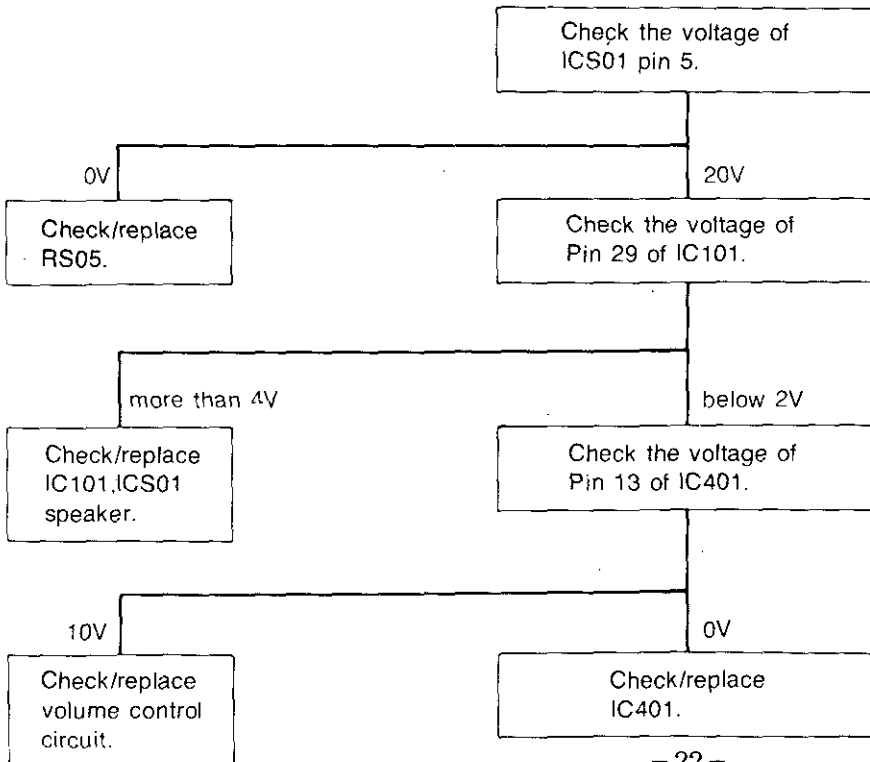 Check the voltage of
ICS01 pin 5.
0V
20V
Check/replace
RS05.
Check the voltage of
Pin 29 of IC101.
more than 4V
below 2V
Check/replace
IC101,ICS01
speaker.
Check the voltage of
Pin 13 of IC401.
10V
0V
Check/replace
volume control
circuit.
Check/replace
IC401.
– 22 –